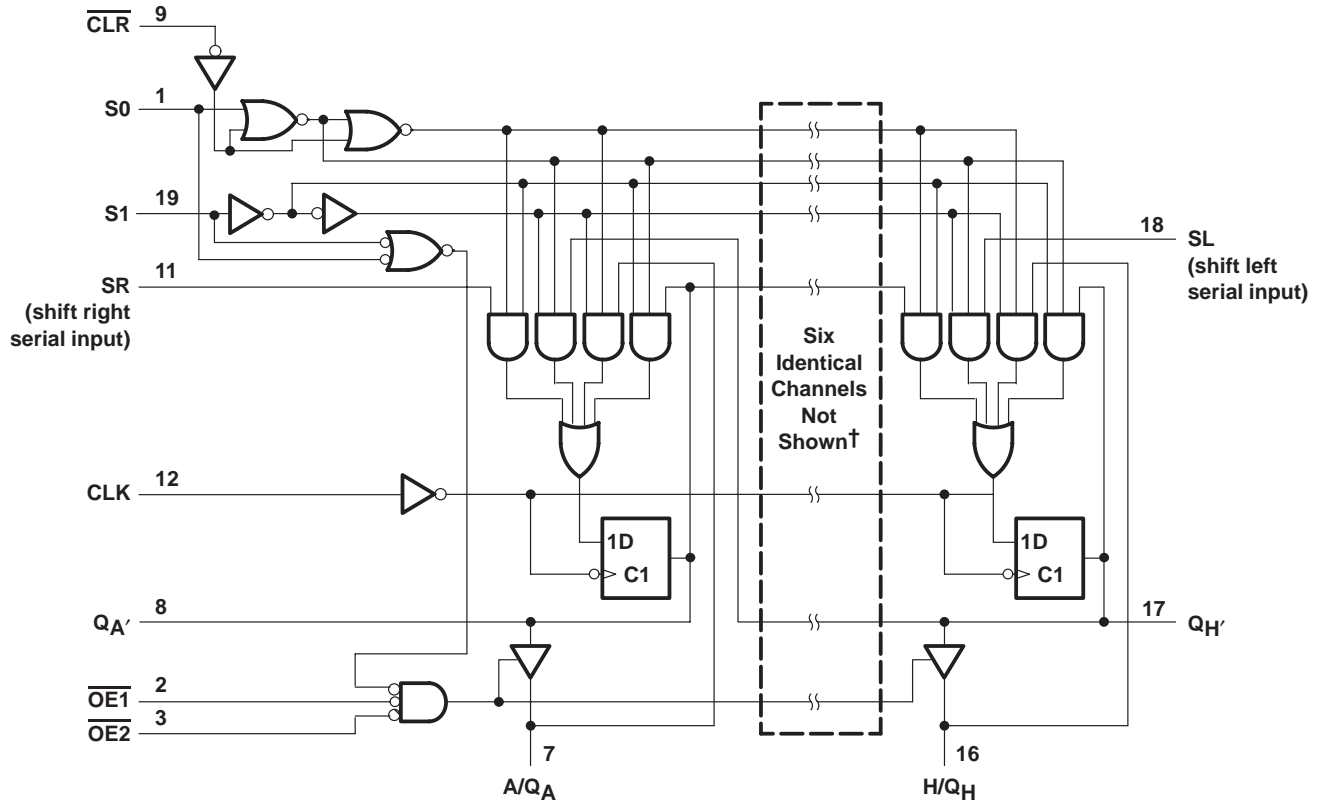 CLR 9
S0 1
S1 19
SR 11
(shift right
serial input)
18 SL
(shift left
serial input)
Six
Identical
Channels
Not
Shown†
CLK 12
1D
C1
1D
C1
QA′ 8
17 QH′
OE1 2
OE2 3
7
A/QA
16
H/QH